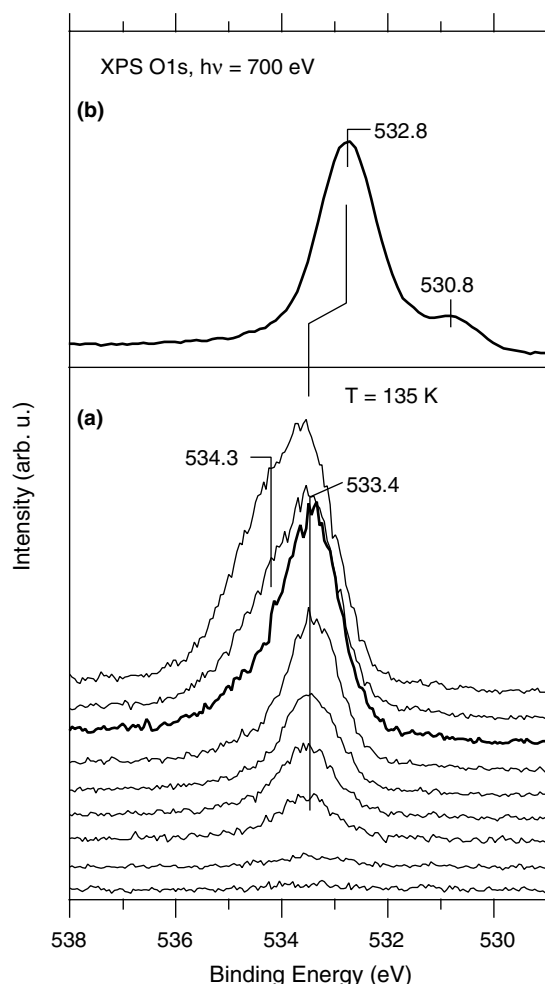 XPS O1s, hν = 700 eV
(b)
532.8
530.8
T = 135 K
(a)
534.3
533.4
Intensity (arb. u.)
538 536 534 532 530
Binding Energy (eV)